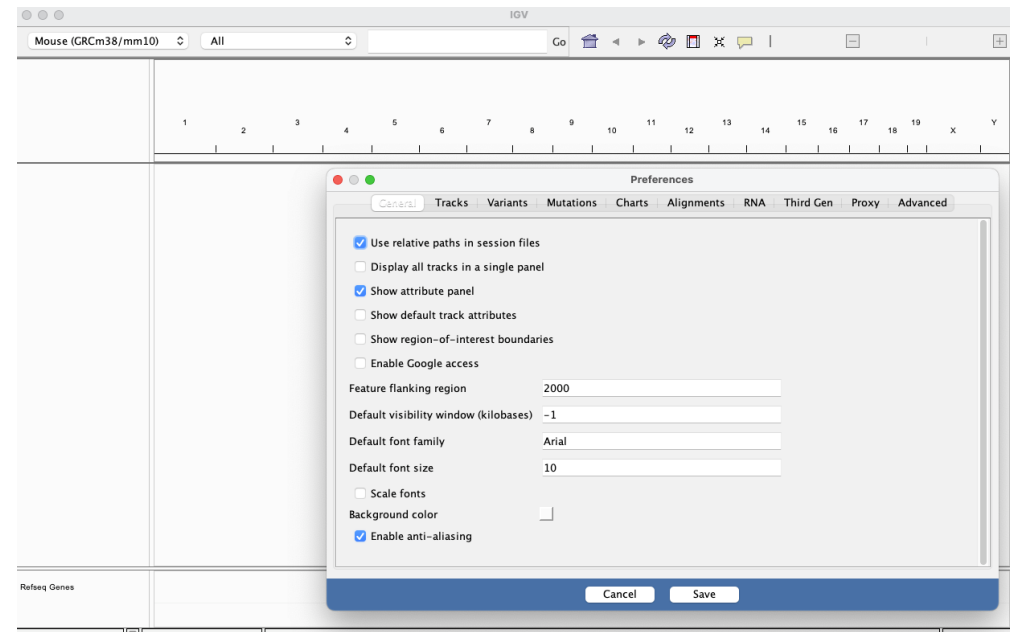 IGV
Mouse (GRCm38/mm10) All Go
1 2 3 4 5 6 7 8 9 10 11 12 13 14 15 16 17 18 19 X Y
Preferences
General Tracks Variants Mutations Charts Alignments RNA Third Gen Proxy Advanced
Use relative paths in session files
Display all tracks in a single panel
Show attribute panel
Show default track attributes
Show region-of-interest boundaries
Enable Google access
Feature flanking region 2000
Default visibility window (kilobases) -1
Default font family Arial
Default font size 10
Scale fonts
Background color
Enable anti-aliasing
Refseq Genes
Cancel Save